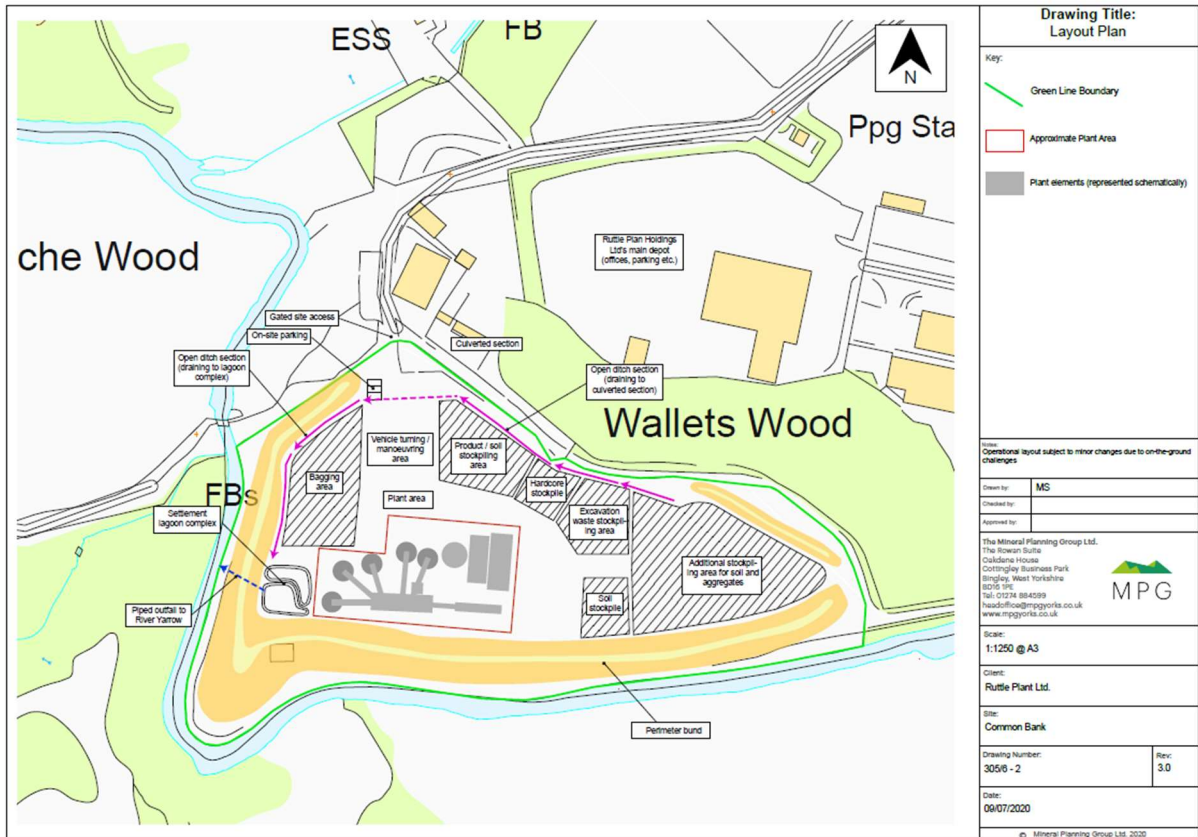 ESS
FB
N
Ppg Sta
che Wood
Ruttle Plan Holdings
Ltd's main depot
(offices, parking etc.)
Gated site access
On-site parking
Culverted section
Open ditch section
(draining to lagoon
complex)
Open ditch section
(draining to
culverted section)
Wallets Wood
Vehicle turning /
manoeuvring
area
Product / soil
stockpiling
area
Bagging
area
Hardcore
stockpile
Plant area
FBs
Settlement
lagoon complex
Excavation
waste stockpil-
ing area
Additional stockpil-
ing area for soil and
aggregates
Soil
stockpile
Piped outfall to
River Yarrow
Perimeter bund
Drawing Title:
Layout Plan
Key:
Green Line Boundary
Approximate Plant Area
Plant elements (represented schematically)
Notes:
Operational layout subject to minor changes due to on-the-ground
challenges
Drawn by: MS
Checked by:
Approved by:
The Mineral Planning Group Ltd.
The Rowan Suite
Oakdene House
Cottingley Business Park
Bingley, West Yorkshire
BD16 1PE
Tel: 01274 884599
headoffice@mpgyorks.co.uk
www.mpgyorks.co.uk
MPG
Scale:
1:1250 @ A3
Client:
Ruttle Plant Ltd.
Site:
Common Bank
Drawing Number:
305/6 - 2
Rev:
3.0
Date:
09/07/2020
© Mineral Planning Group Ltd. 2020